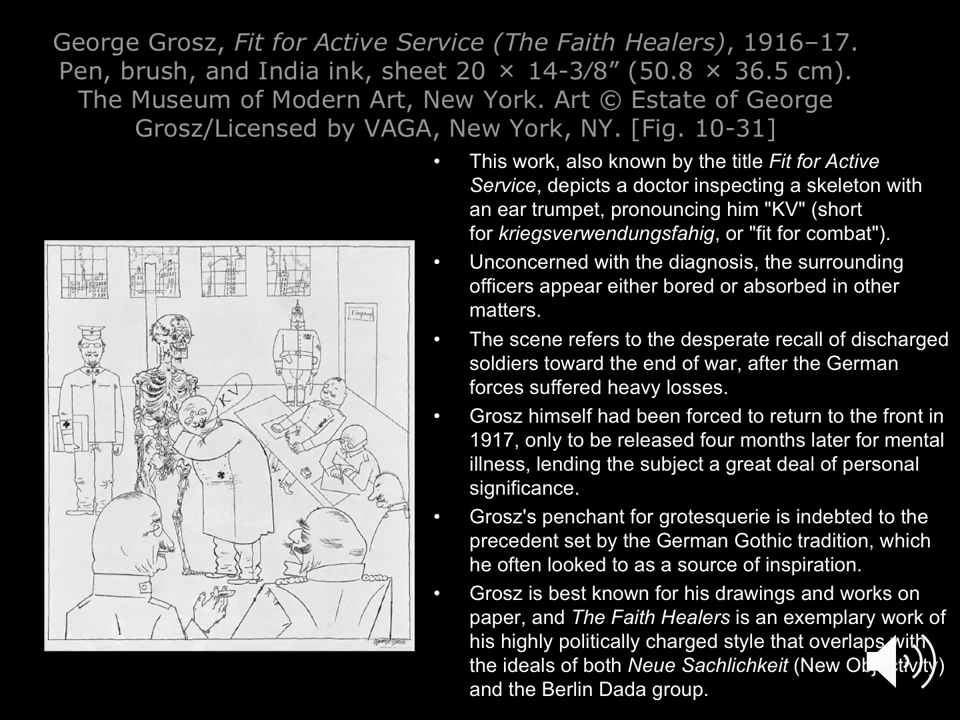 George Grosz, Fit for Active Service (The Faith Healers), 1916–17.
Pen, brush, and India ink, sheet 20 × 14-3/8” (50.8 × 36.5 cm).
The Museum of Modern Art, New York. Art © Estate of George
Grosz/Licensed by VAGA, New York, NY. [Fig. 10-31]
• This work, also known by the title Fit for Active
Service, depicts a doctor inspecting a skeleton with
an ear trumpet, pronouncing him "KV" (short
for kriegsverwendungsfahig, or "fit for combat").
• Unconcerned with the diagnosis, the surrounding
officers appear either bored or absorbed in other
matters.
• The scene refers to the desperate recall of discharged
soldiers toward the end of war, after the German
forces suffered heavy losses.
• Grosz himself had been forced to return to the front in
1917, only to be released four months later for mental
illness, lending the subject a great deal of personal
significance.
• Grosz's penchant for grotesquerie is indebted to the
precedent set by the German Gothic tradition, which
he often looked to as a source of inspiration.
• Grosz is best known for his drawings and works on
paper, and The Faith Healers is an exemplary work of
his highly politically charged style that overlaps with
the ideals of both Neue Sachlichkeit (New Objectivity)
and the Berlin Dada group.
KV